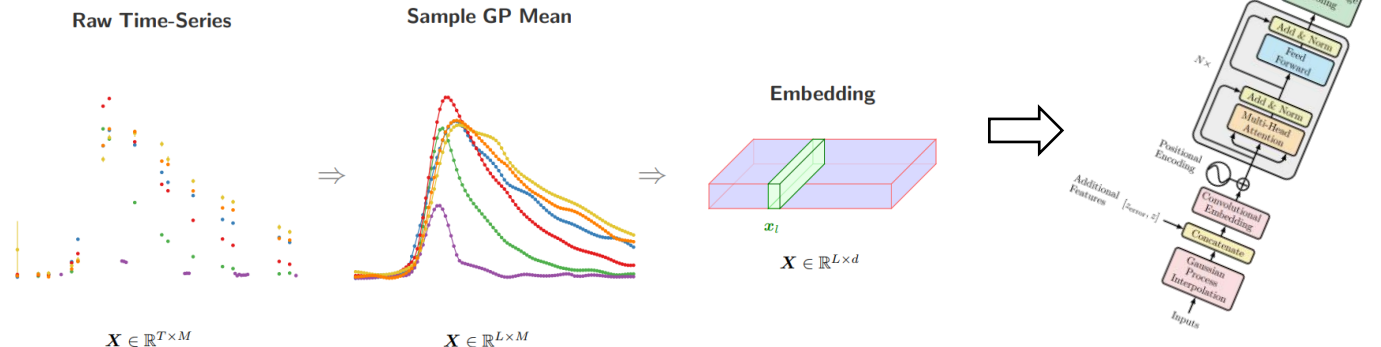 Raw Time-Series
X ∈ ℝ^{T×M}
⇒
Sample GP Mean
X ∈ ℝ^{L×M}
⇒
Embedding
x_l
X ∈ ℝ^{L×d}
Add & Norm
Feed
Forward
N×
Add & Norm
Multi-Head
Attention
Positional
Encoding
Convolutional
Embedding
Additional
Features
[z_error, z]
Concatenate
Gaussian
Process
Interpolation
Inputs